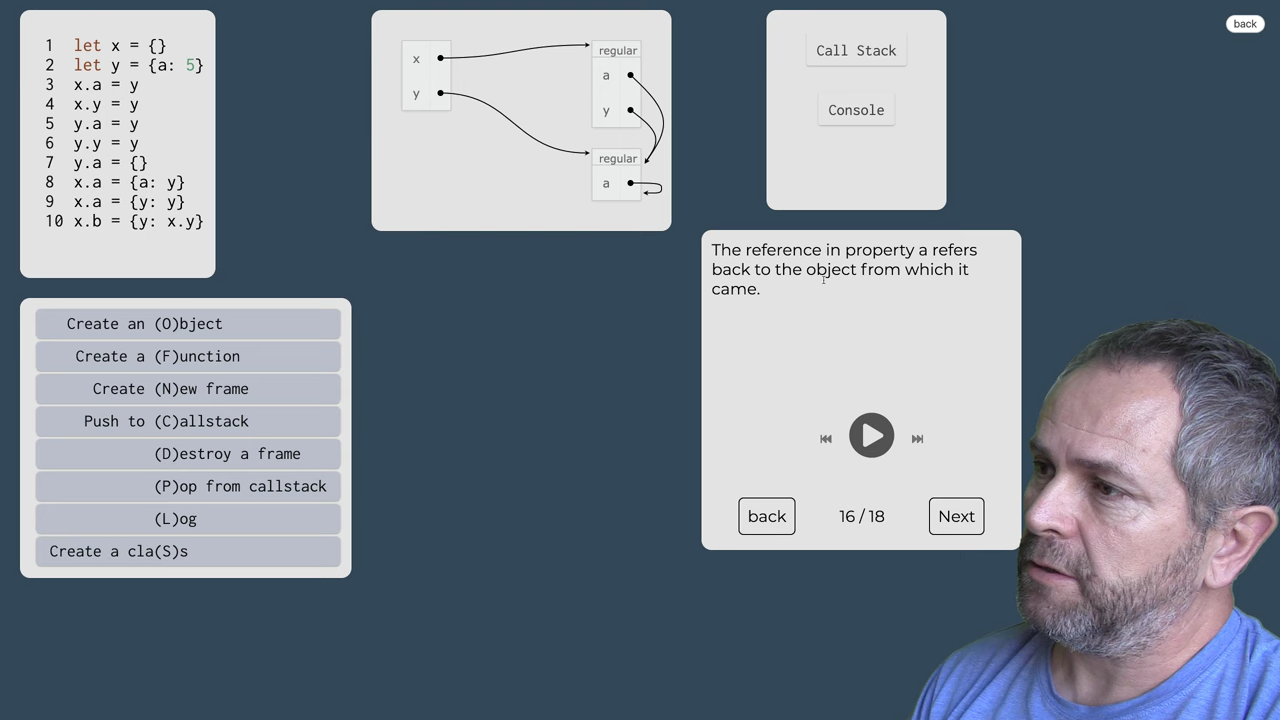 back
1 let x = {}
2 let y = {a: 5}
3 x.a = y
4 x.y = y
5 y.a = y
6 y.y = y
7 y.a = {}
8 x.a = {a: y}
9 x.a = {y: y}
10 x.b = {y: x.y}
x
y
regular
a
y
regular
a
Call Stack
Console
The reference in property a refers
back to the object from which it
came.
back
16 / 18
Next
Create an (O)bject
Create a (F)unction
Create (N)ew frame
Push to (C)allstack
(D)estroy a frame
(P)op from callstack
(L)og
Create a cla(S)s